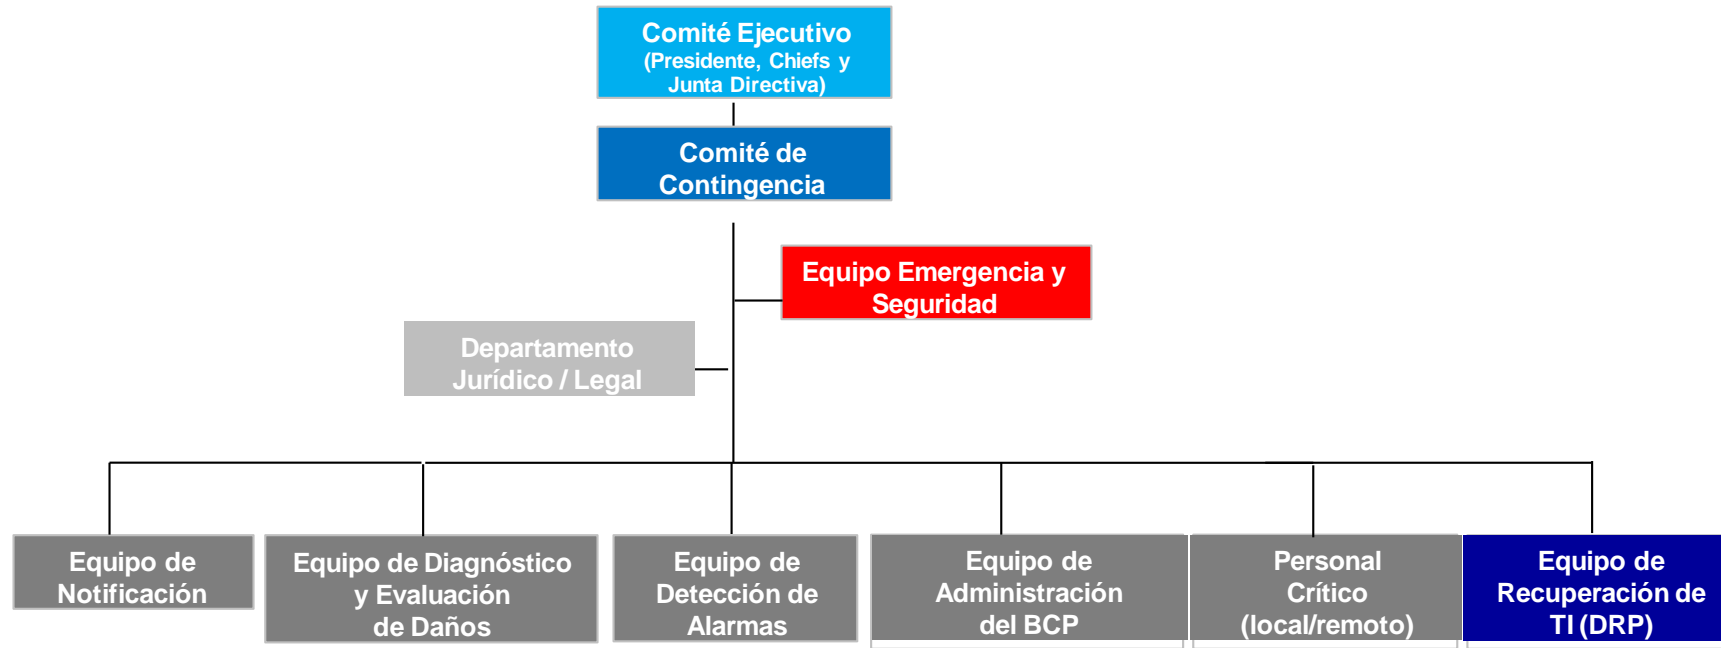 Comité Ejecutivo
(Presidente, Chiefs y
Junta Directiva)
Comité de
Contingencia
Equipo Emergencia y
Seguridad
Departamento
Jurídico / Legal
Equipo de
Notificación
Equipo de Diagnóstico
y Evaluación
de Daños
Equipo de
Detección de
Alarmas
Equipo de
Administración
del BCP
Personal
Crítico
(local/remoto)
Equipo de
Recuperación de
TI (DRP)